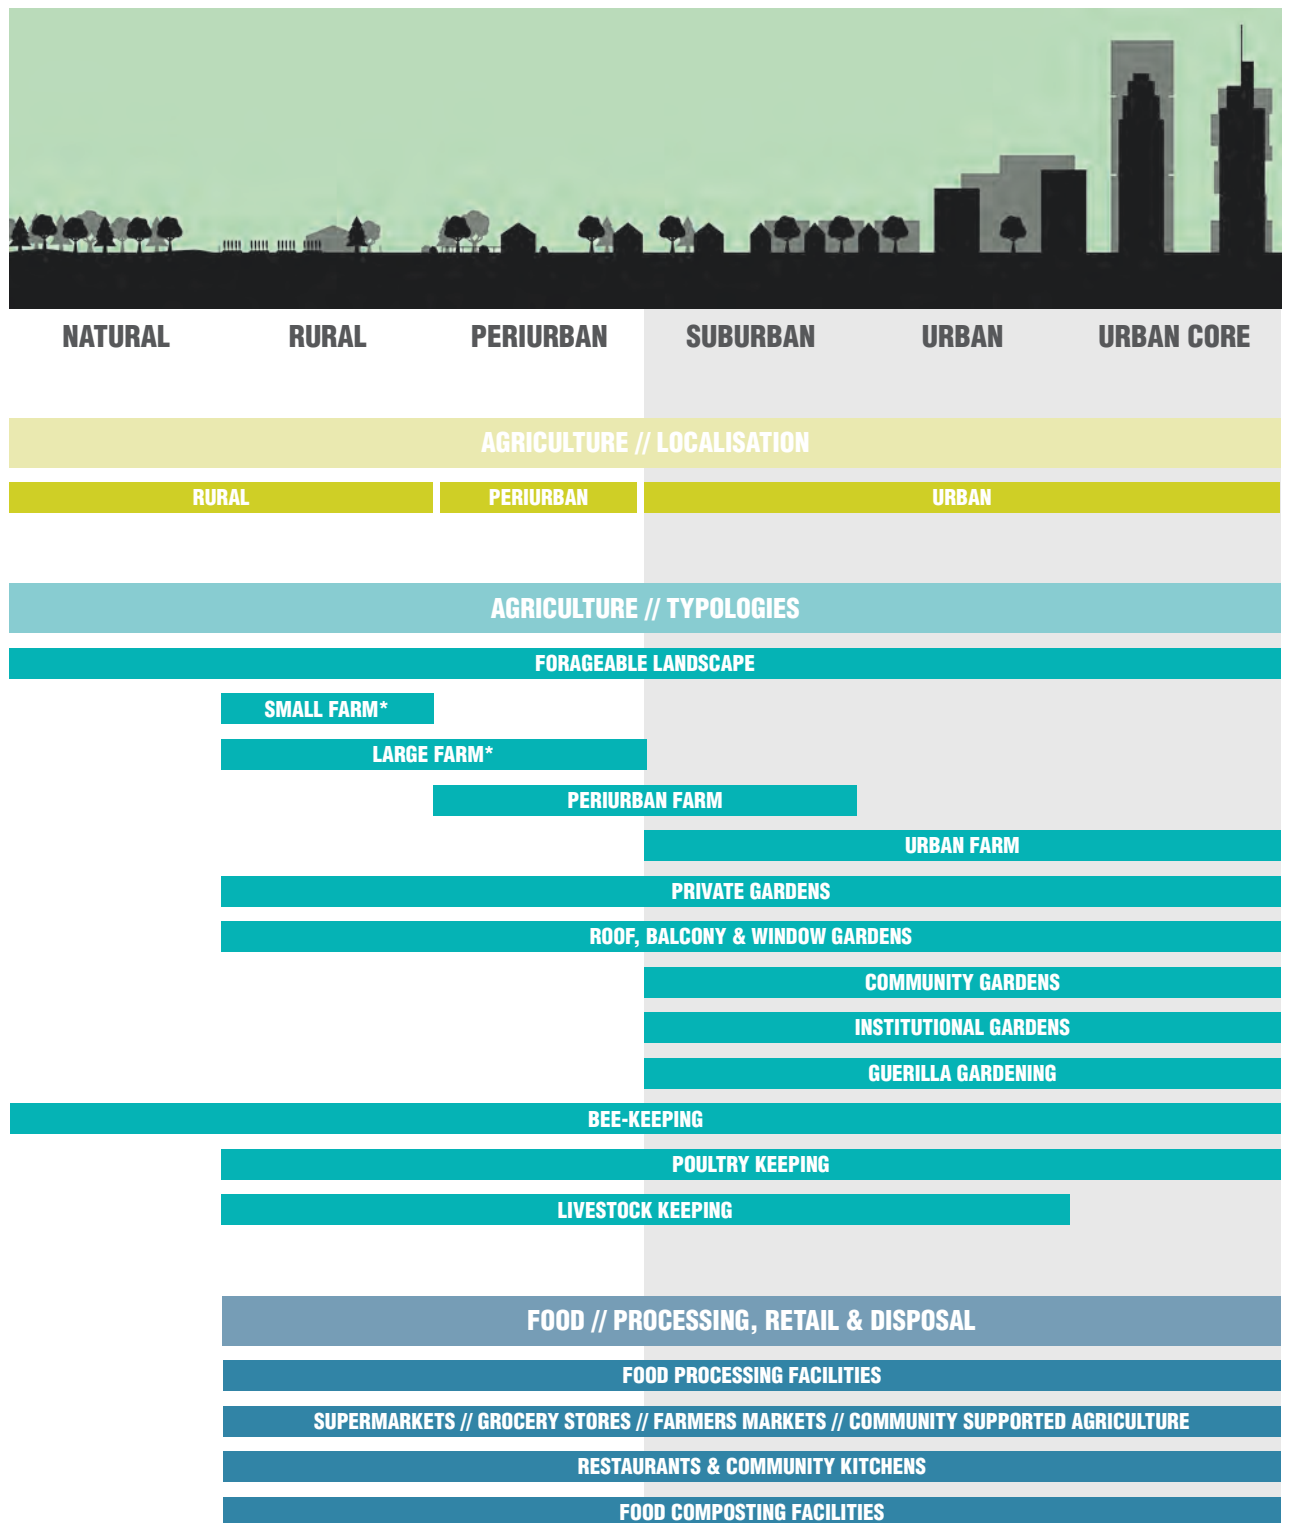 NATURAL RURAL PERIURBAN SUBURBAN URBAN URBAN CORE
AGRICULTURE // LOCALISATION
RURAL PERIURBAN URBAN
AGRICULTURE // TYPOLOGIES
FORAGEABLE LANDSCAPE
SMALL FARM*
LARGE FARM*
PERIURBAN FARM
URBAN FARM
PRIVATE GARDENS
ROOF, BALCONY & WINDOW GARDENS
COMMUNITY GARDENS
INSTITUTIONAL GARDENS
GUERILLA GARDENING
BEE-KEEPING
POULTRY KEEPING
LIVESTOCK KEEPING
FOOD // PROCESSING, RETAIL & DISPOSAL
FOOD PROCESSING FACILITIES
SUPERMARKETS // GROCERY STORES // FARMERS MARKETS // COMMUNITY SUPPORTED AGRICULTURE
RESTAURANTS & COMMUNITY KITCHENS
FOOD COMPOSTING FACILITIES